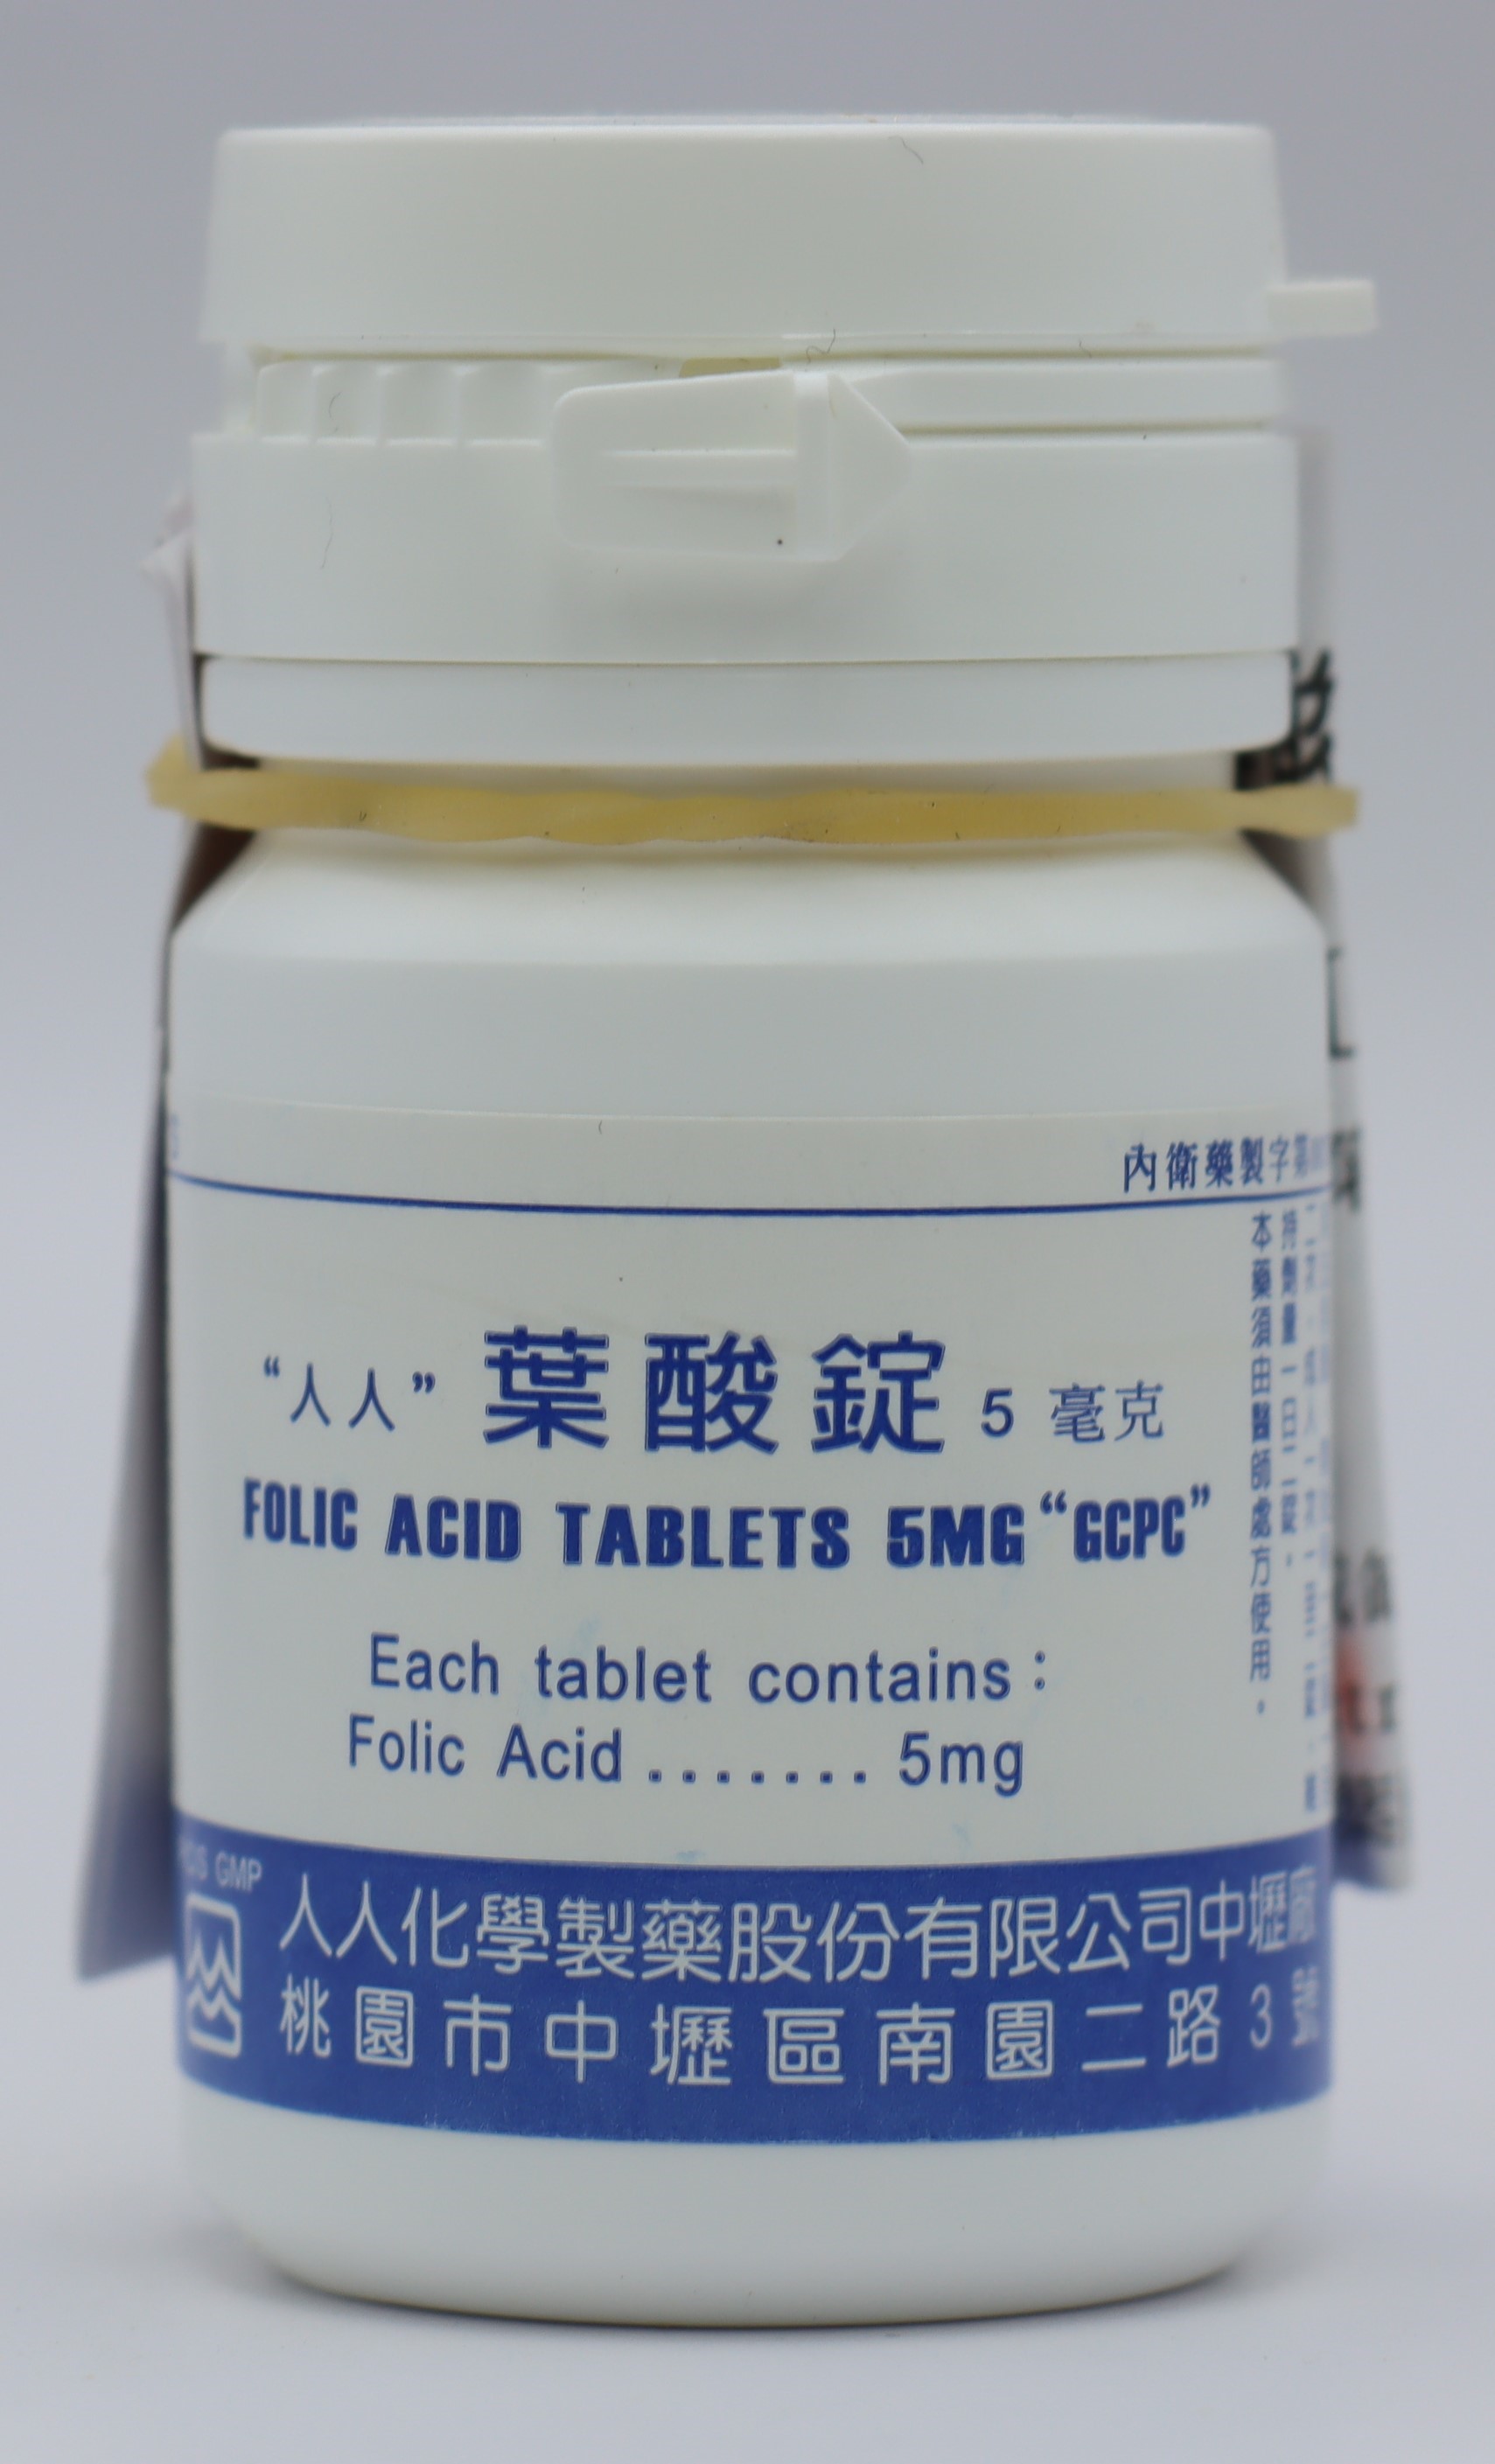 內衛藥製字第
“人人” 葉酸錠 5 毫克
FOLIC ACID TABLETS 5MG “GCPC”
Each tablet contains：
Folic Acid ........ 5mg
本藥須由醫師處方使用。
持劑量一日二錠。
GMP
人人化學製藥股份有限公司中壢廠
桃園市中壢區南園二路3號